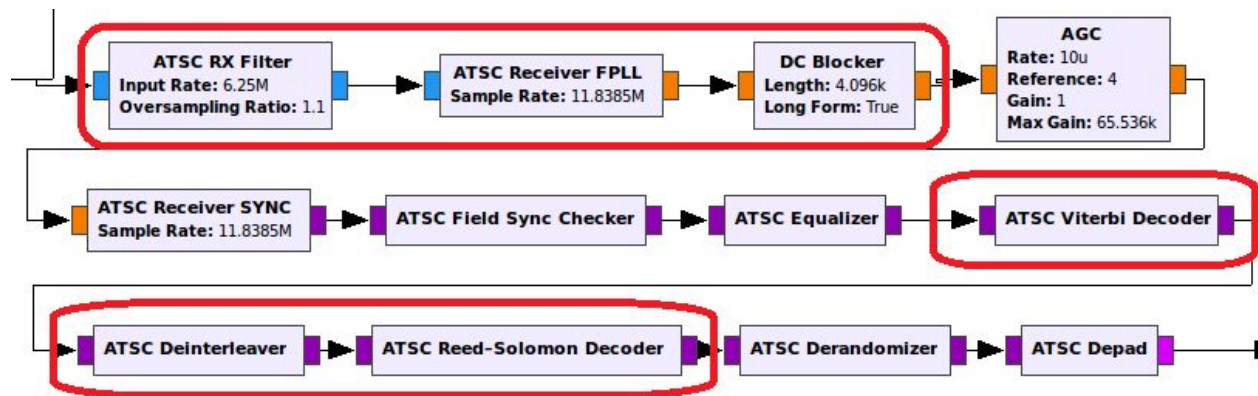 ATSC RX Filter
Input Rate: 6.25M
Oversampling Ratio: 1.1
ATSC Receiver FPLL
Sample Rate: 11.8385M
DC Blocker
Length: 4.096k
Long Form: True
AGC
Rate: 10u
Reference: 4
Gain: 1
Max Gain: 65.536k
ATSC Receiver SYNC
Sample Rate: 11.8385M
ATSC Field Sync Checker
ATSC Equalizer
ATSC Viterbi Decoder
ATSC Deinterleaver
ATSC Reed–Solomon Decoder
ATSC Derandomizer
ATSC Depad